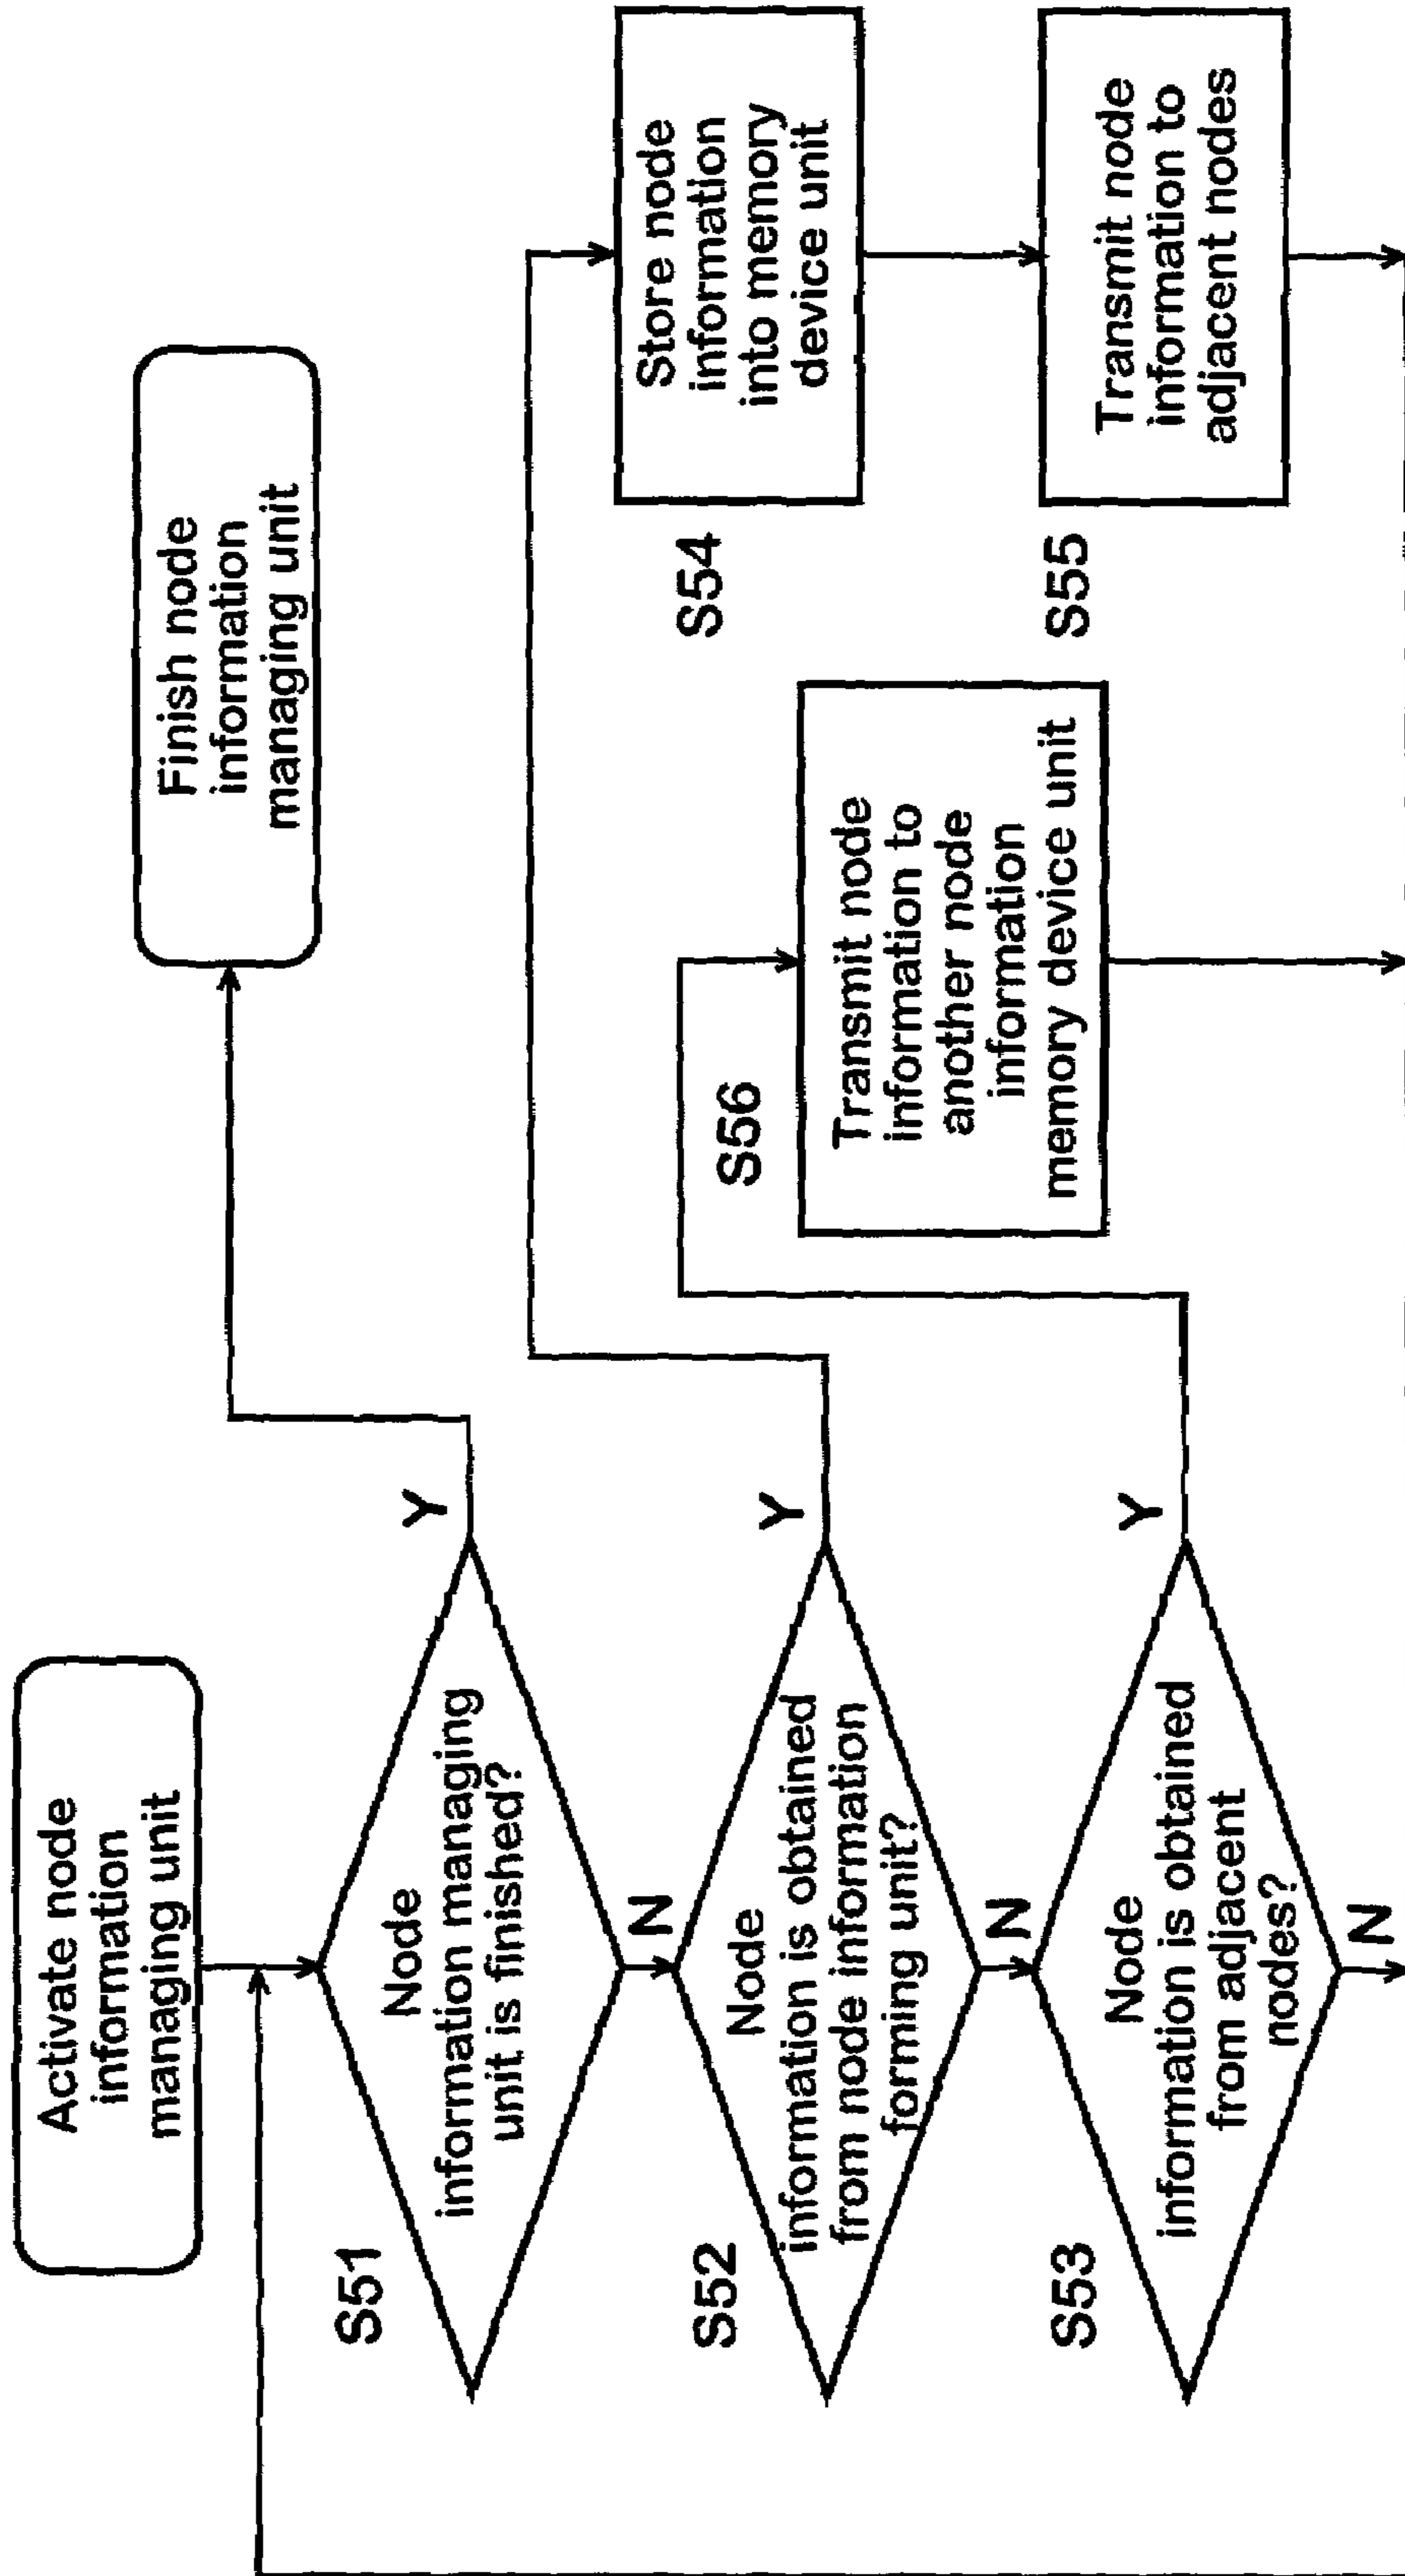 Activate node
information
managing unit
Finish node
information
managing unit
S51
Node
information managing
unit is finished?
Y
N
S52
Node
information is obtained
from node information
forming unit?
Y
N
S53
Node
information is obtained
from adjacent
nodes?
Y
N
S56
Transmit node
information to
another node
information
memory device unit
S54
Store node
information
into memory
device unit
S55
Transmit node
information to
adjacent nodes